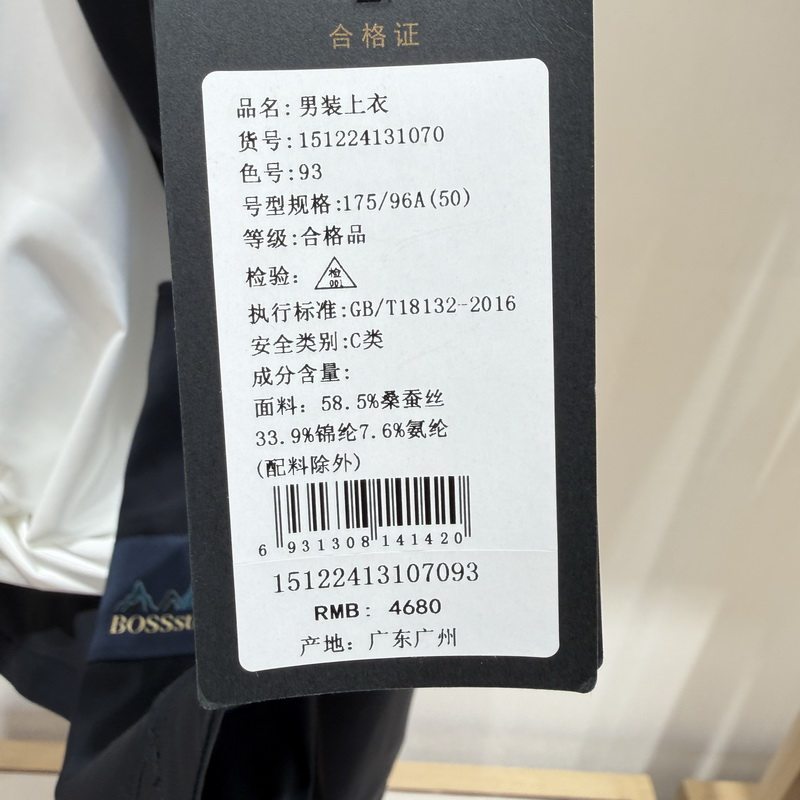 合格证
品名: 男装上衣
货号:151224131070
色号:93
号型规格:175/96A(50)
等级:合格品
检验: 检 001
执行标准:GB/T18132-2016
安全类别:C类
成分含量:
面料: 58.5%桑蚕丝
33.9%锦纶7.6%氨纶
(配料除外)
6 931308 141420
15122413107093
RMB: 4680
产地: 广东广州
BOSSsu